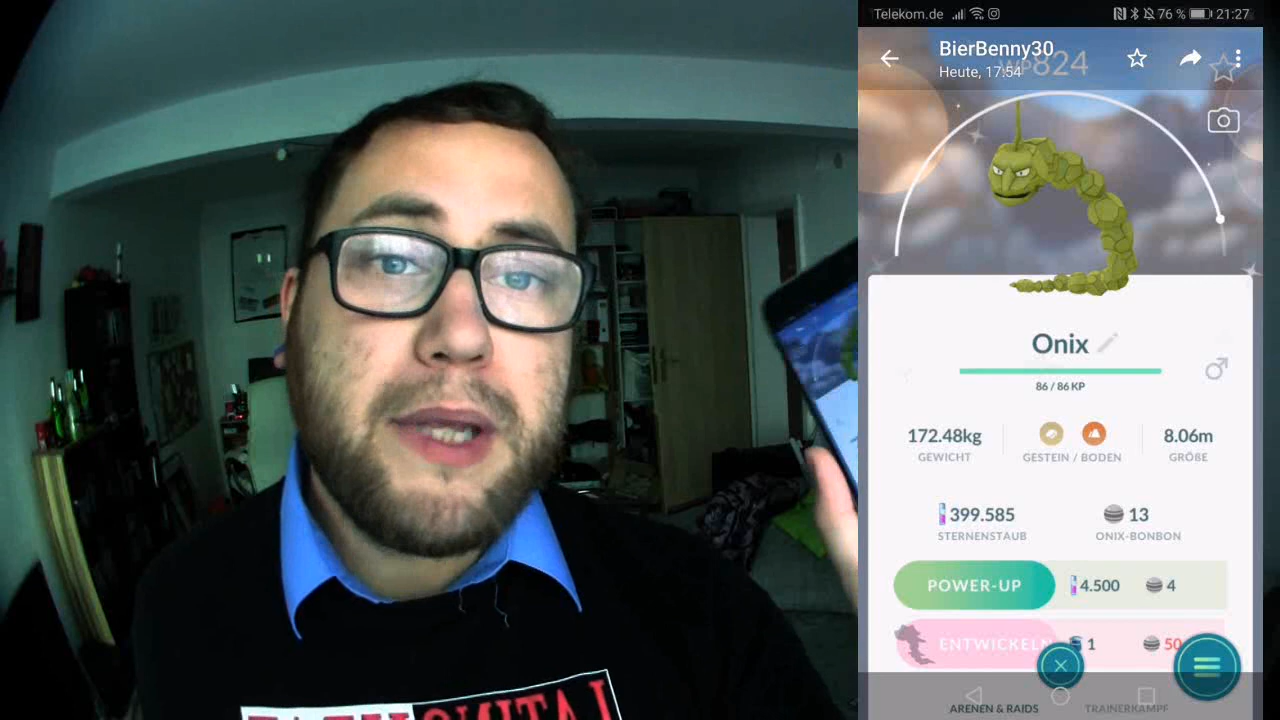 Telekom.de 76 % 21:27
BierBenny30
Heute, 17:54
WP824
Onix
86 / 86 KP
172.48kg
GEWICHT
GESTEIN / BODEN
8.06m
GRÖßE
399.585
STERNENSTAUB
13
ONIX-BONBON
POWER-UP 4.500 4
ENTWICKELN 1 50
ARENEN & RAIDS
TRAINERKAMPF